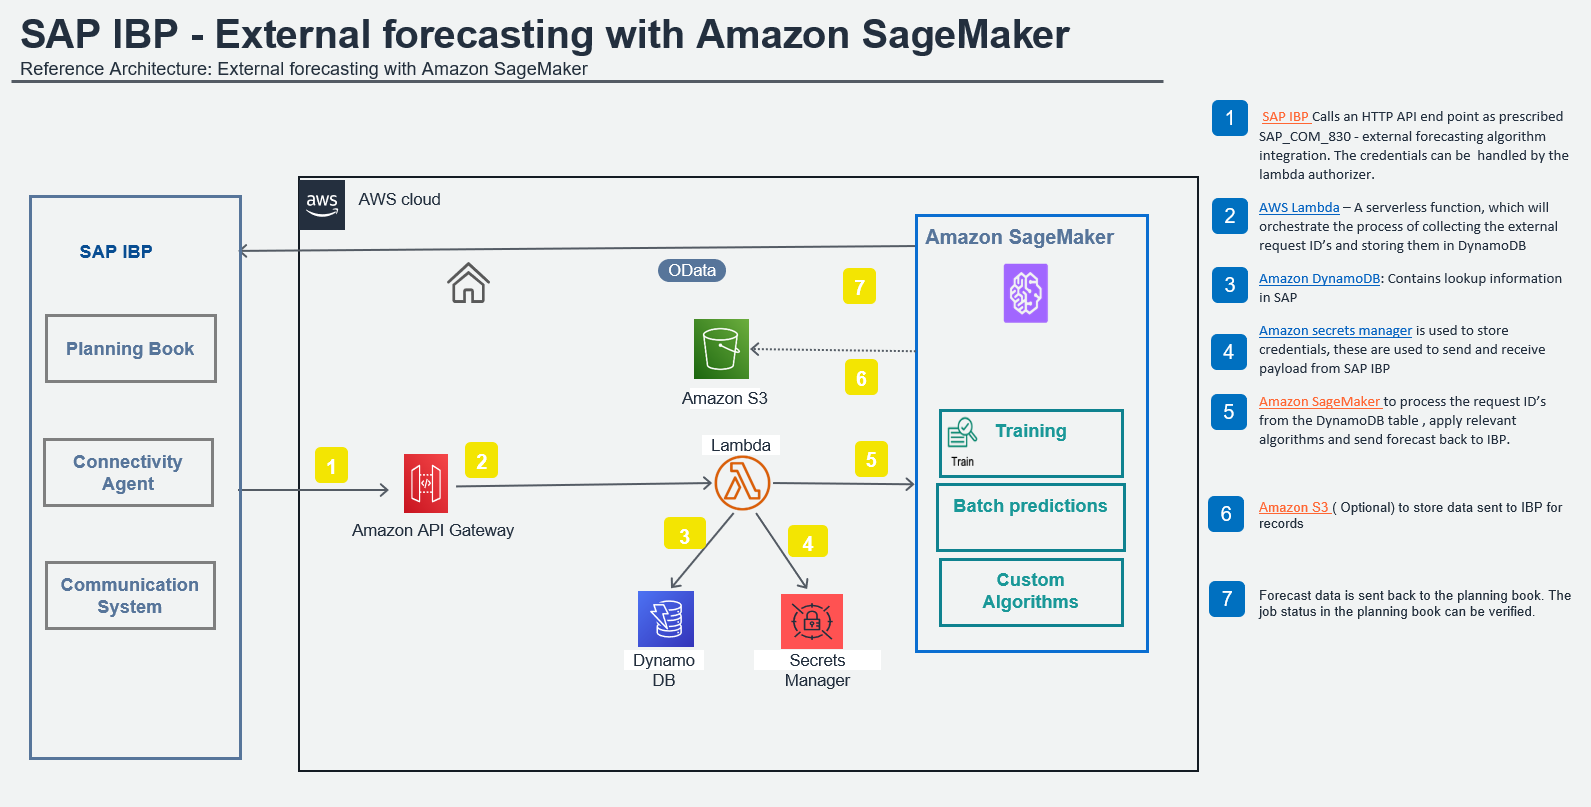 SAP IBP - External forecasting with Amazon SageMaker
Reference Architecture: External forecasting with Amazon SageMaker
SAP IBP
Planning Book
Connectivity
Agent
Communication
System
aws
AWS cloud
OData
Amazon SageMaker
7
Amazon S3
6
1
2
Amazon API Gateway
Lambda
5
3
4
Dynamo
DB
Secrets
Manager
Training
Train
Batch predictions
Custom
Algorithms
1
SAP IBP Calls an HTTP API end point as prescribed
SAP_COM_830 - external forecasting algorithm
integration. The credentials can be  handled by the
lambda authorizer.
2
AWS Lambda – A serverless function, which will
orchestrate the process of collecting the external
request ID’s and storing them in DynamoDB
3
Amazon DynamoDB: Contains lookup information
in SAP
4
Amazon secrets manager is used to store
credentials, these are used to send and receive
payload from SAP IBP
5
Amazon SageMaker to process the request ID’s
from the DynamoDB table , apply relevant
algorithms and send forecast back to IBP.
6
Amazon S3 ( Optional) to store data sent to IBP for
records
7
Forecast data is sent back to the planning book. The
job status in the planning book can be verified.